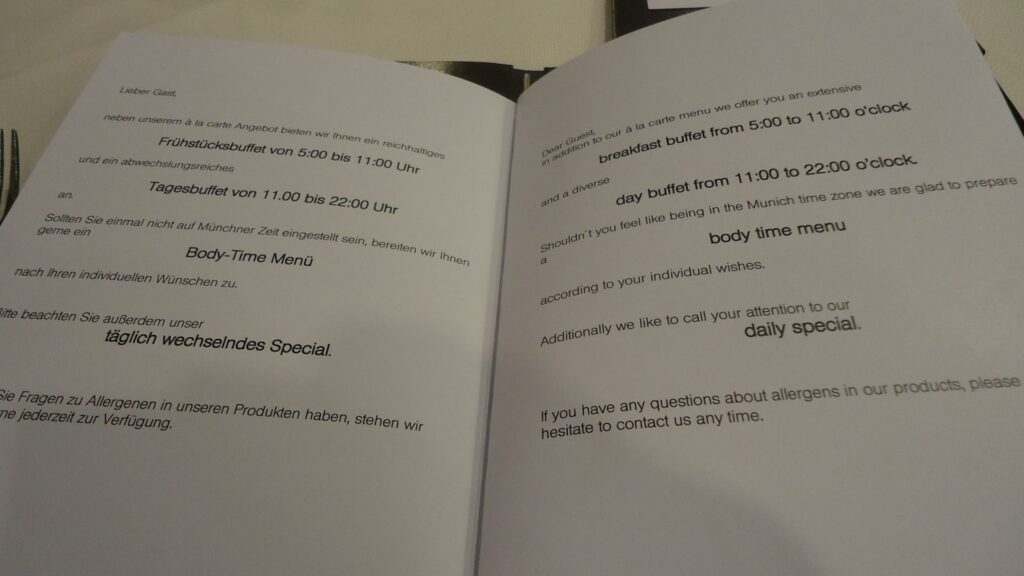 Lieber Gast,
neben unserem à la carte Angebot bieten wir Ihnen ein reichhaltiges
Frühstücksbuffet von 5:00 bis 11:00 Uhr
und ein abwechslungsreiches
Tagesbuffet von 11.00 bis 22:00 Uhr
an.
Sollten Sie einmal nicht auf Münchner Zeit eingestellt sein, bereiten wir Ihnen
gerne ein
Body-Time Menü
nach Ihren individuellen Wünschen zu.
itte beachten Sie außerdem unser
täglich wechselndes Special.
Sie Fragen zu Allergenen in unseren Produkten haben, stehen wir
ne jederzeit zur Verfügung.
Dear Guest,
in addition to our à la carte menu we offer you an extensive
breakfast buffet from 5:00 to 11:00 o'clock
and a diverse
day buffet from 11:00 to 22:00 o'clock.
Shouldn´t you feel like being in the Munich time zone we are glad to prepare
a
body time menu
according to your individual wishes.
Additionally we like to call your attention to our
daily special.
If you have any questions about allergens in our products, please
hesitate to contact us any time.